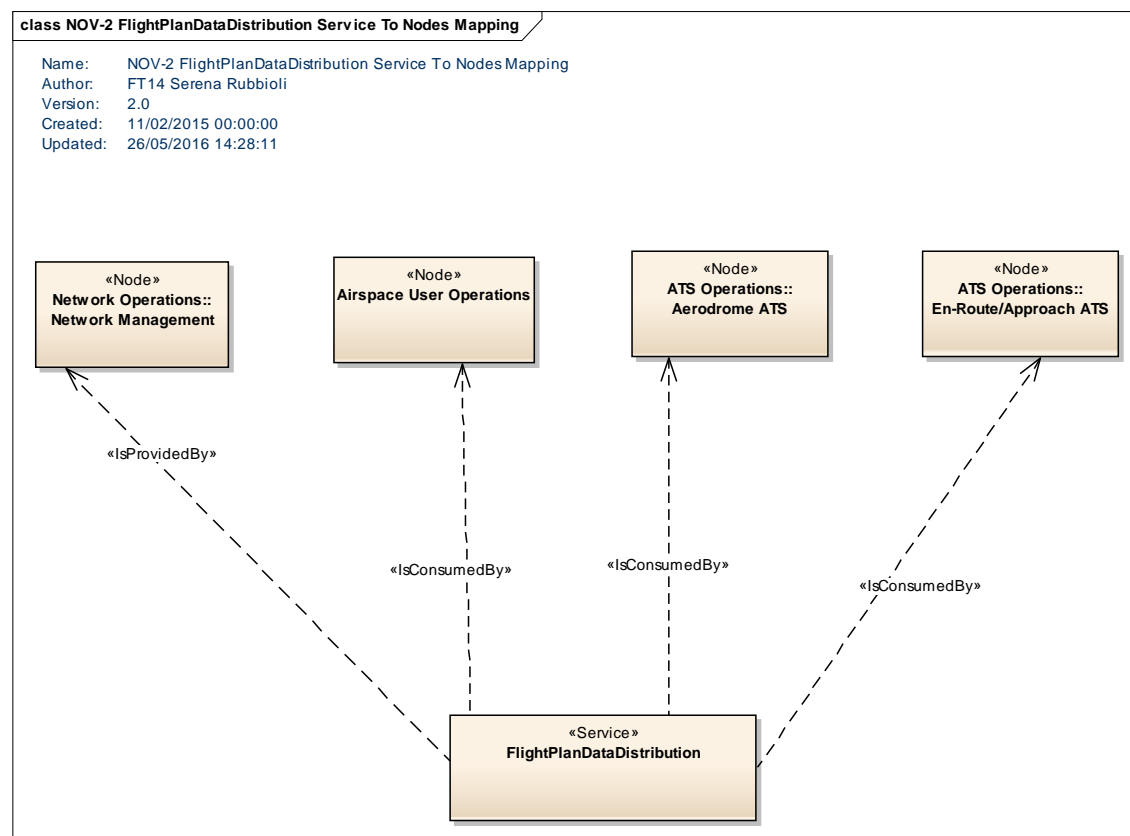 class NOV-2 FlightPlanDataDistribution Service To Nodes Mapping
Name: NOV-2 FlightPlanDataDistribution Service To Nodes Mapping
Author: FT14 Serena Rubbioli
Version: 2.0
Created: 11/02/2015 00:00:00
Updated: 26/05/2016 14:28:11
«Node»
Network Operations::
Network Management
«Node»
Airspace User Operations
«Node»
ATS Operations::
Aerodrome ATS
«Node»
ATS Operations::
En-Route/Approach ATS
«IsProvidedBy»
«IsConsumedBy»
«IsConsumedBy»
«IsConsumedBy»
«Service»
FlightPlanDataDistribution